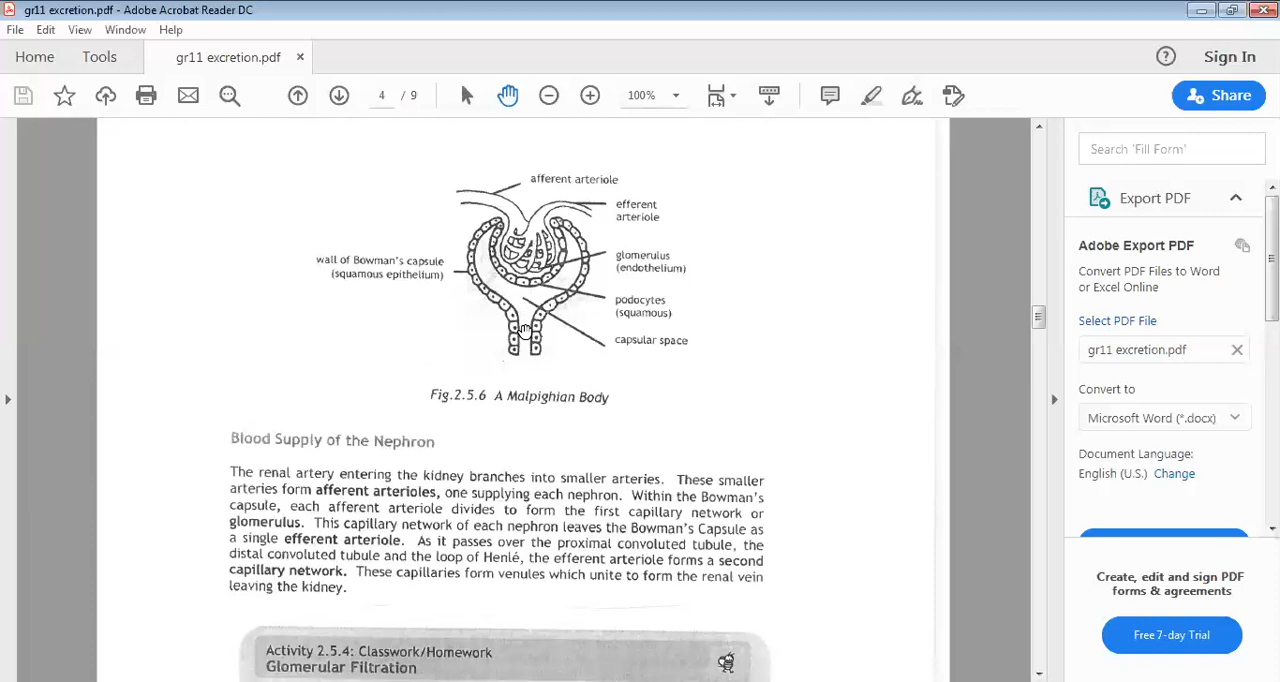 gr11 excretion.pdf - Adobe Acrobat Reader DC
File Edit View Window Help
Home Tools gr11 excretion.pdf × Sign In
4 / 9 100% Share
afferent arteriole
efferent
arteriole
wall of Bowman's capsule
(squamous epithelium)
glomerulus
(endothelium)
podocytes
(squamous)
capsular space
Fig.2.5.6 A Malpighian Body
Blood Supply of the Nephron
The renal artery entering the kidney branches into smaller arteries. These smaller
arteries form afferent arterioles, one supplying each nephron. Within the Bowman's
capsule, each afferent arteriole divides to form the first capillary network or
glomerulus. This capillary network of each nephron leaves the Bowman's Capsule as
a single efferent arteriole. As it passes over the proximal convoluted tubule, the
distal convoluted tubule and the loop of Henlé, the efferent arteriole forms a second
capillary network. These capillaries form venules which unite to form the renal vein
leaving the kidney.
Activity 2.5.4: Classwork/Homework
Glomerular Filtration
Search 'Fill Form'
Export PDF
Adobe Export PDF
Convert PDF Files to Word
or Excel Online
Select PDF File
gr11 excretion.pdf
Convert to
Microsoft Word (*.docx)
Document Language:
English (U.S.) Change
Create, edit and sign PDF
forms & agreements
Free 7-day Trial